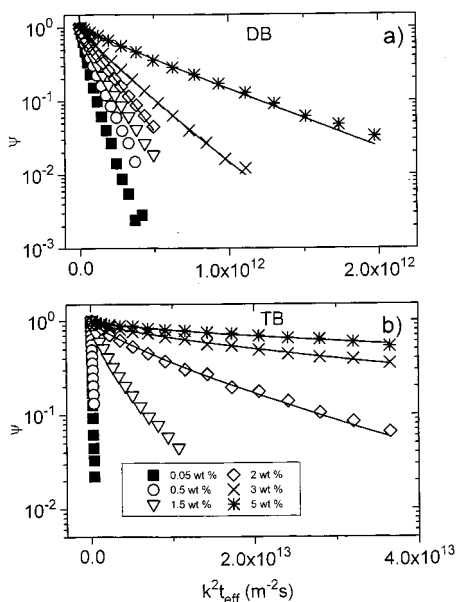 DB
a)
10⁰
10⁻¹
10⁻²
10⁻³
ψ
0.0
1.0x10¹²
2.0x10¹²
TB
b)
10⁰
10⁻¹
10⁻²
ψ
0.05 wt %
2 wt %
0.5 wt %
3 wt %
1.5 wt %
5 wt %
0.0
2.0x10¹³
4.0x10¹³
k²t_eff (m⁻²s)